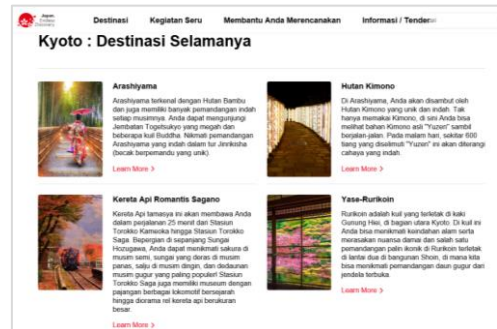 Japan.
Endless
Discovery.
Destinasi
Kegiatan Seru
Membantu Anda Merencanakan
Informasi / Tender
Kyoto : Destinasi Selamanya
Arashiyama
Arashiyama terkenal dengan Hutan Bambu
dan juga memiliki banyak pemandangan indah
setiap musimnya. Anda dapat mengunjungi
Jembatan Togetsukyo yang megah dan
beberapa kuil Buddha. Nikmati pemandangan
Arashiyama yang indah dalam tur Jinrikisha
(becak berpemandu yang unik).
Learn More >
Hutan Kimono
Di Arashiyama, Anda akan disambut oleh
Hutan Kimono yang unik dan indah. Tak
hanya memakai Kimono, di sini Anda bisa
melihat bahan Kimono asli "Yuzen" sambil
berjalan-jalan. Pada malam hari, sekitar 600
tiang yang diselimuti "Yuzen" ini akan diterangi
cahaya yang indah.
Learn More >
Kereta Api Romantis Sagano
Kereta Api tamasya ini akan membawa Anda
dalam perjalanan 25 menit dari Stasiun
Torokko Kameoka hingga Stasiun Torokko
Saga. Bepergian di sepanjang Sungai
Hozugawa, Anda dapat menikmati sakura di
musim semi, sungai yang deras di musim
panas, salju di musim dingin, dan dedaunan
musim gugur yang paling populer! Stasiun
Torokko Saga juga memiliki museum dengan
pajangan berbagai lokomotif bersejarah
hingga diorama rel kereta api berukuran
besar.
Learn More >
Yase-Rurikoin
Rurikoin adalah kuil yang terletak di kaki
Gunung Hiei, di bagian utara Kyoto. Di kuil ini
Anda bisa menikmati keindahan alam serta
merasakan nuansa damai dan salah satu
pemandangan palin ikonik di Rurikoin terletak
di lantai dua di bangunan Shoin, di mana kita
bisa menikmati pemandangan daun gugur dari
jendela terbuka.
Learn More >